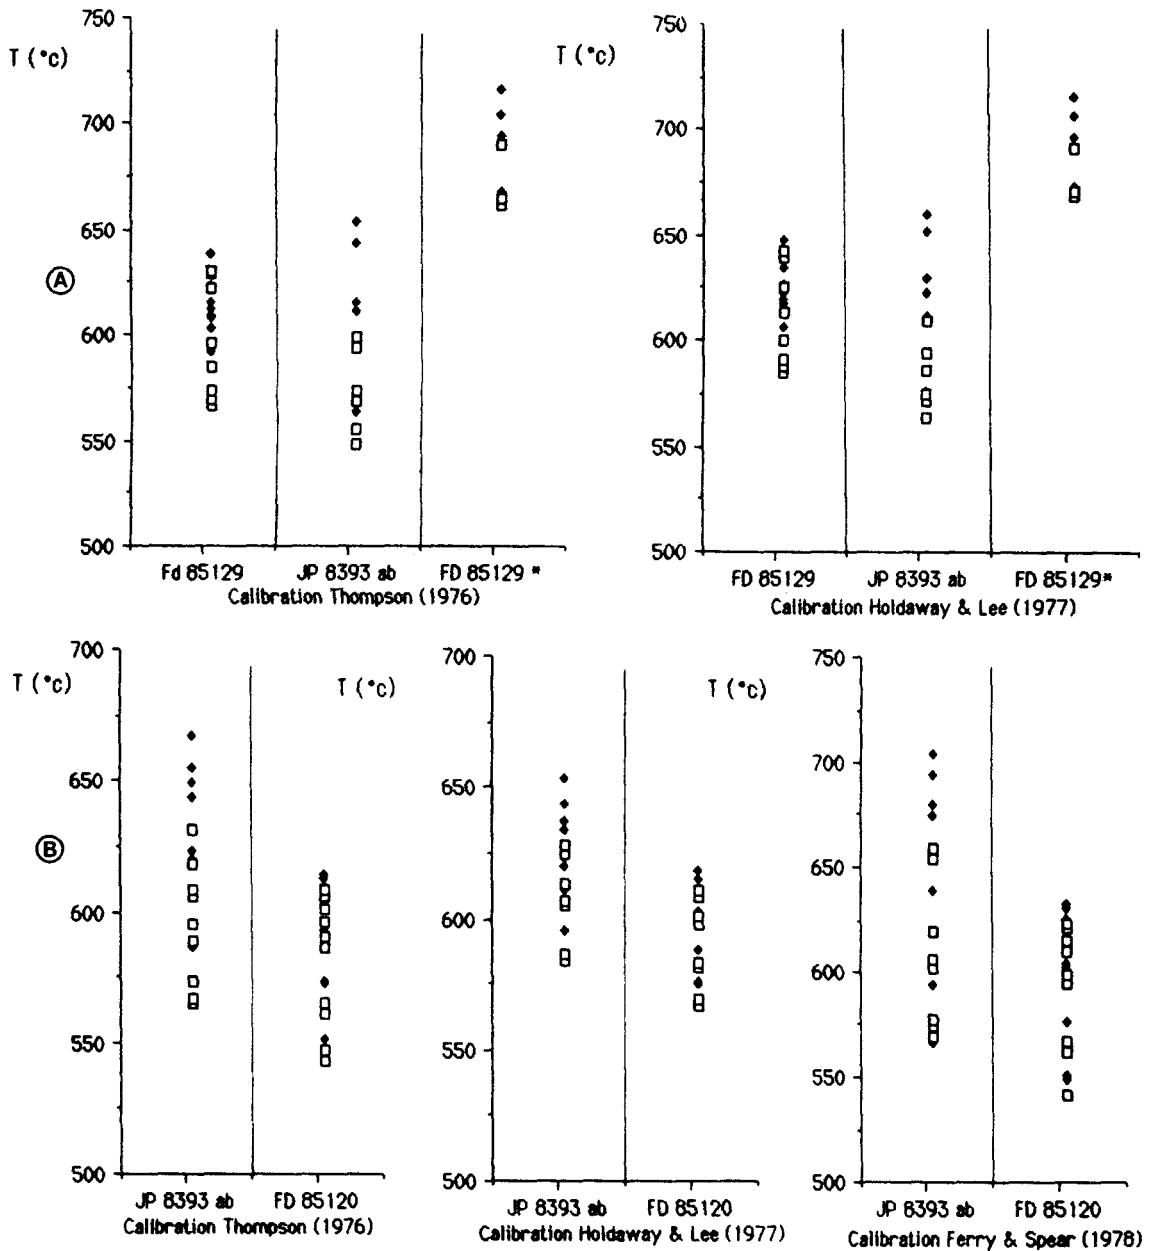 750
T (°c)
700
650
A
600
550
500
Fd 85129 JP 8393 ab FD 85129 *
Calibration Thompson (1976)
750
T (°c)
700
650
600
550
500
FD 85129 JP 8393 ab FD 85129*
Calibration Holdaway & Lee (1977)
700
T (°c)
650
B
600
550
500
JP 8393 ab FD 85120
Calibration Thompson (1976)
700
T (°c)
650
600
550
500
JP 8393 ab FD 85120
Calibration Holdaway & Lee (1977)
750
T (°c)
700
650
600
550
500
JP 8393 ab FD 85120
Calibration Ferry & Spear (1978)